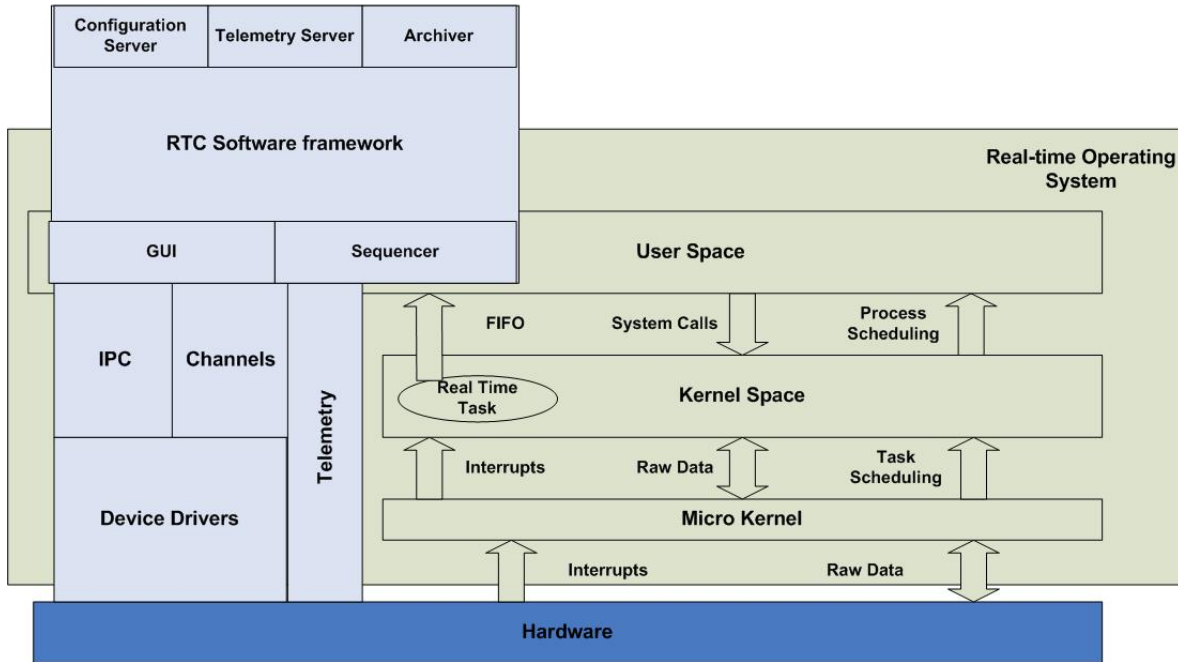 Configuration
Server
Telemetry Server
Archiver
RTC Software framework
Real-time Operating
System
GUI
Sequencer
User Space
FIFO
System Calls
Process
Scheduling
IPC
Channels
Telemetry
Real Time
Task
Kernel Space
Interrupts
Raw Data
Task
Scheduling
Device Drivers
Micro Kernel
Interrupts
Raw Data
Hardware